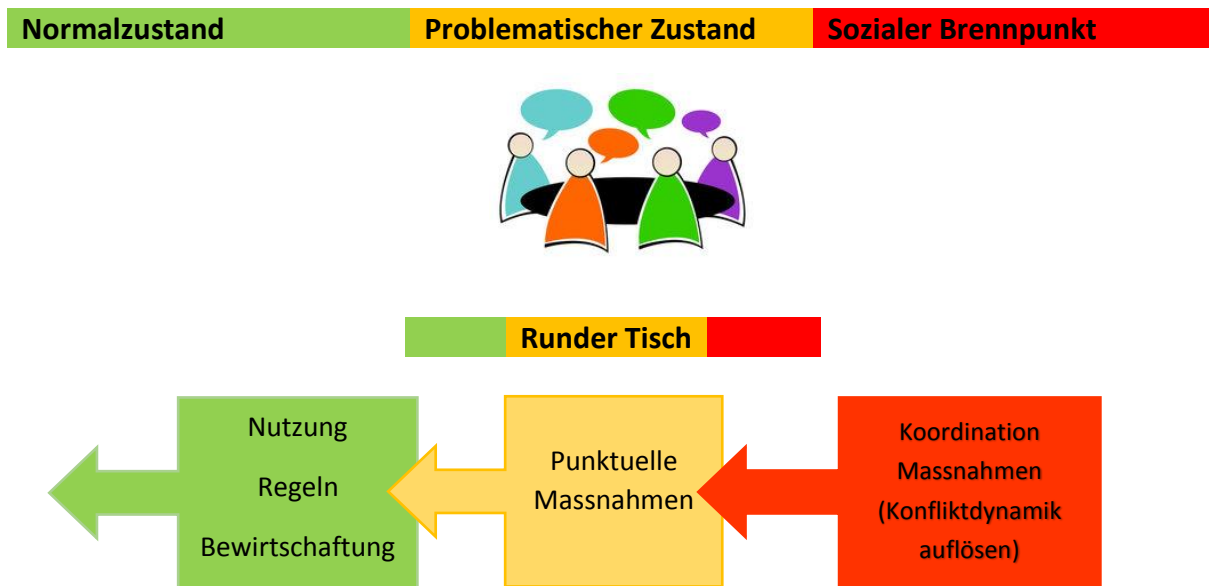 Normalzustand
Problematischer Zustand
Sozialer Brennpunkt
Runder Tisch
Nutzung
Regeln
Bewirtschaftung
Punktuelle
Massnahmen
Koordination
Massnahmen
(Konfliktdynamik
auflösen)